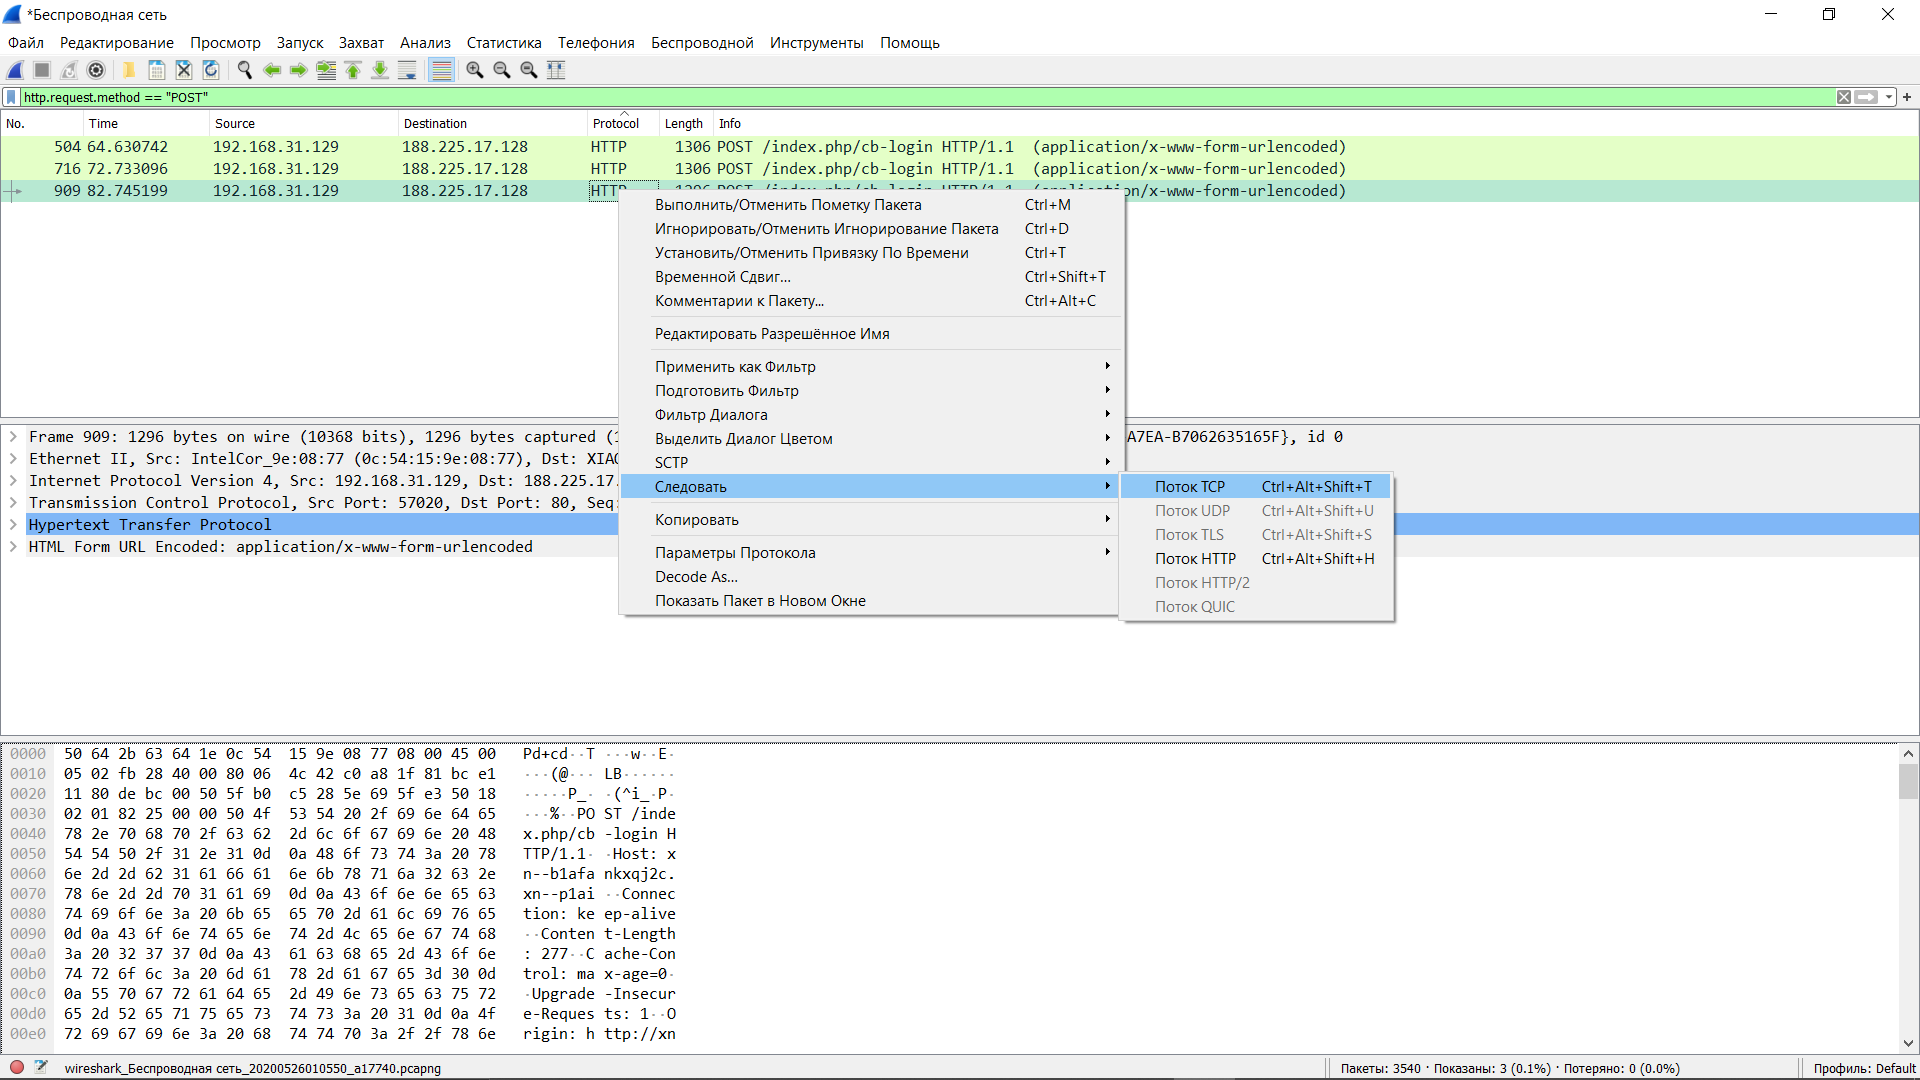 *Беспроводная сеть
Файл Редактирование Просмотр Запуск Захват Анализ Статистика Телефония Беспроводной Инструменты Помощь
http.request.method == "POST"
No. Time Source Destination Protocol Length Info
504 64.630742 192.168.31.129 188.225.17.128 HTTP 1306 POST /index.php/cb-login HTTP/1.1 (application/x-www-form-urlencoded)
716 72.733096 192.168.31.129 188.225.17.128 HTTP 1306 POST /index.php/cb-login HTTP/1.1 (application/x-www-form-urlencoded)
909 82.745199 192.168.31.129 188.225.17.128 HTTP POST /index.php/cb-login HTTP/1.1 (application/x-www-form-urlencoded)
Выполнить/Отменить Пометку Пакета Ctrl+M
Игнорировать/Отменить Игнорирование Пакета Ctrl+D
Установить/Отменить Привязку По Времени Ctrl+T
Временной Сдвиг... Ctrl+Shift+T
Комментарии к Пакету... Ctrl+Alt+C
Редактировать Разрешённое Имя
Применить как Фильтр
Подготовить Фильтр
Фильтр Диалога
Выделить Диалог Цветом
SCTP
Следовать
Копировать
Параметры Протокола
Decode As...
Показать Пакет в Новом Окне
Поток TCP Ctrl+Alt+Shift+T
Поток UDP Ctrl+Alt+Shift+U
Поток TLS Ctrl+Alt+Shift+S
Поток HTTP Ctrl+Alt+Shift+H
Поток HTTP/2
Поток QUIC
Frame 909: 1296 bytes on wire (10368 bits), 1296 bytes captured ( A7EA-B7062635165F}, id 0
Ethernet II, Src: IntelCor_9e:08:77 (0c:54:15:9e:08:77), Dst: XIAO
Internet Protocol Version 4, Src: 192.168.31.129, Dst: 188.225.17.
Transmission Control Protocol, Src Port: 57020, Dst Port: 80, Seq:
Hypertext Transfer Protocol
HTML Form URL Encoded: application/x-www-form-urlencoded
0000 50 64 2b 63 64 1e 0c 54 15 9e 08 77 08 00 45 00 Pd+cd··T ···w··E·
0010 05 02 fb 28 40 00 80 06 4c 42 c0 a8 1f 81 bc e1 ···(@··· LB······
0020 11 80 de bc 00 50 5f b0 c5 28 5e 69 5f e3 50 18 ·····P_· ·(^i_·P·
0030 02 01 82 25 00 00 50 4f 53 54 20 2f 69 6e 64 65 ···%··PO ST /inde
0040 78 2e 70 68 70 2f 63 62 2d 6c 6f 67 69 6e 20 48 x.php/cb -login H
0050 54 54 50 2f 31 2e 31 0d 0a 48 6f 73 74 3a 20 78 TTP/1.1· ·Host: x
0060 6e 2d 2d 62 31 61 66 61 6e 6b 78 71 6a 32 63 2e n--b1afa nkxqj2c.
0070 78 6e 2d 2d 70 31 61 69 0d 0a 43 6f 6e 6e 65 63 xn--p1ai ··Connec
0080 74 69 6f 6e 3a 20 6b 65 65 70 2d 61 6c 69 76 65 tion: ke ep-alive
0090 0d 0a 43 6f 6e 74 65 6e 74 2d 4c 65 6e 67 74 68 ··Conten t-Length
00a0 3a 20 32 37 37 0d 0a 43 61 63 68 65 2d 43 6f 6e : 277··C ache-Con
00b0 74 72 6f 6c 3a 20 6d 61 78 2d 61 67 65 3d 30 0d trol: ma x-age=0·
00c0 0a 55 70 67 72 61 64 65 2d 49 6e 73 65 63 75 72 ·Upgrade -Insecur
00d0 65 2d 52 65 71 75 65 73 74 73 3a 20 31 0d 0a 4f e-Reques ts: 1··O
00e0 72 69 67 69 6e 3a 20 68 74 74 70 3a 2f 2f 78 6e rigin: h ttp://xn
wireshark_Беспроводная сеть_20200526010550_a17740.pcapng Пакеты: 3540 · Показаны: 3 (0.1%) · Потеряно: 0 (0.0%) Профиль: Default